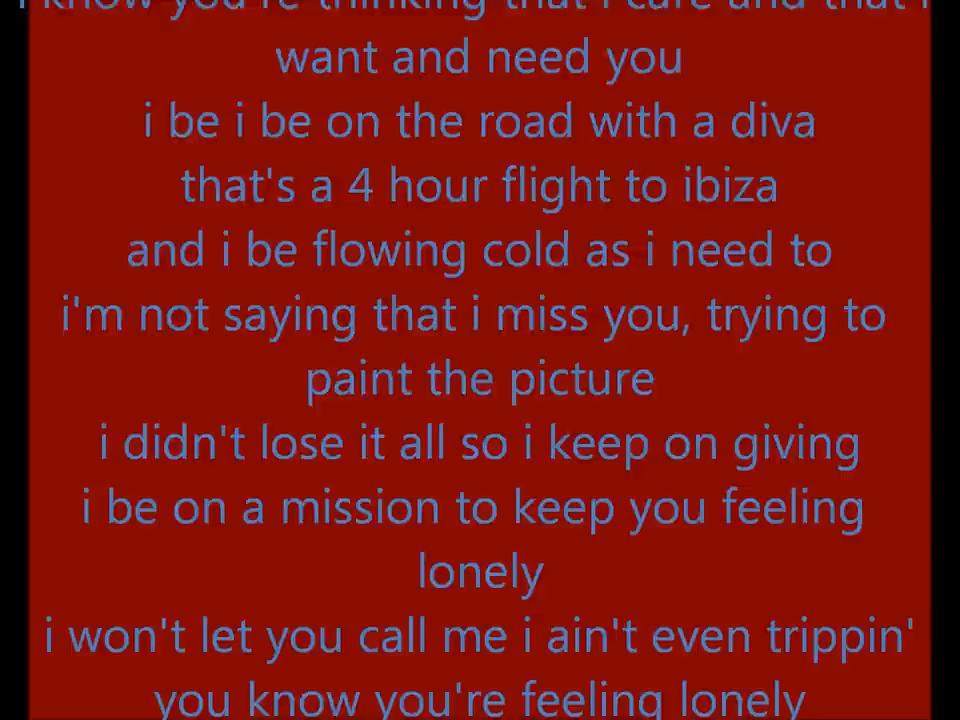 i know you're thinking that i care and that i
want and need you
i be i be on the road with a diva
that's a 4 hour flight to ibiza
and i be flowing cold as i need to
i'm not saying that i miss you, trying to
paint the picture
i didn't lose it all so i keep on giving
i be on a mission to keep you feeling
lonely
i won't let you call me i ain't even trippin'
you know you're feeling lonely